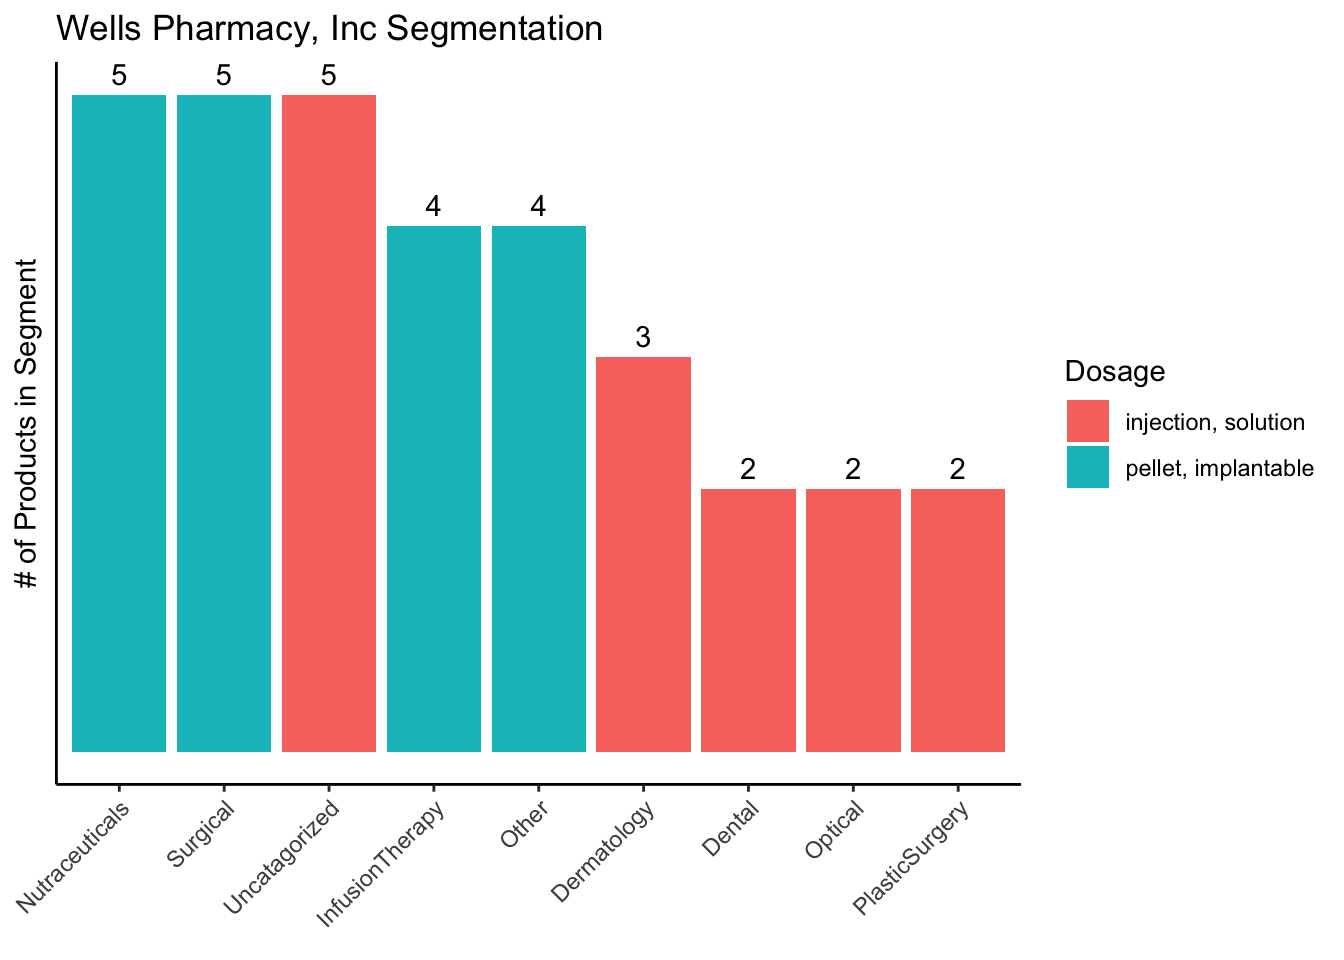 Wells Pharmacy, Inc Segmentation
5 5 5
4 4
3
2 2 2
# of Products in Segment
Nutraceuticals
Surgical
Uncatagorized
InfusionTherapy
Other
Dermatology
Dental
Optical
PlasticSurgery
Dosage
injection, solution
pellet, implantable